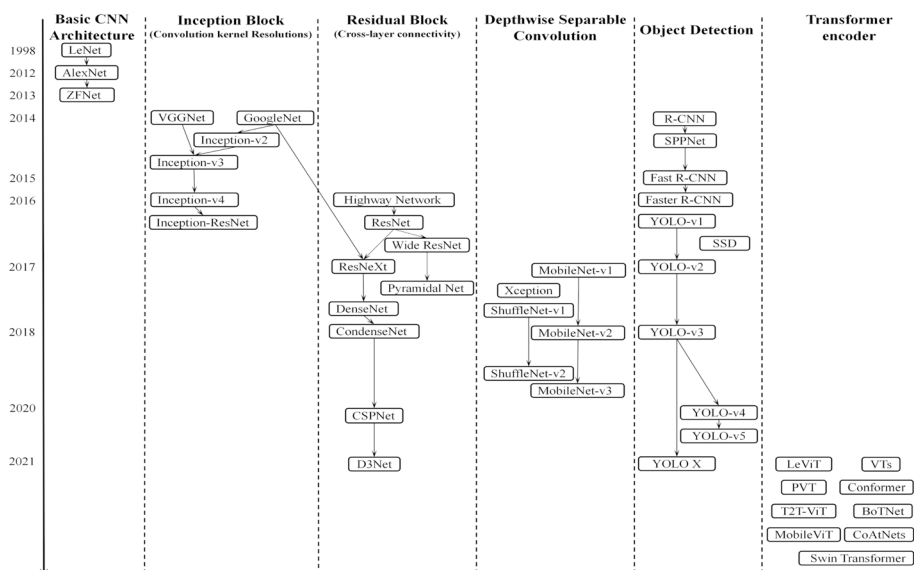 Basic CNN
Architecture
Inception Block
(Convolution kernel Resolutions)
Residual Block
(Cross-layer connectivity)
Depthwise Separable
Convolution
Object Detection
Transformer
encoder
1998
LeNet
2012
AlexNet
2013
ZFNet
2014
VGGNet
GoogleNet
R-CNN
Inception-v2
SPPNet
Inception-v3
2015
Fast R-CNN
2016
Inception-v4
Highway Network
Faster R-CNN
Inception-ResNet
ResNet
YOLO-v1
Wide ResNet
SSD
2017
ResNeXt
MobileNet-v1
YOLO-v2
Pyramidal Net
Xception
DenseNet
ShuffleNet-v1
2018
CondenseNet
MobileNet-v2
YOLO-v3
ShuffleNet-v2
MobileNet-v3
2020
CSPNet
YOLO-v4
YOLO-v5
2021
D3Net
YOLO X
LeViT
VTs
PVT
Conformer
T2T-ViT
BoTNet
MobileViT
CoAtNets
Swin Transformer